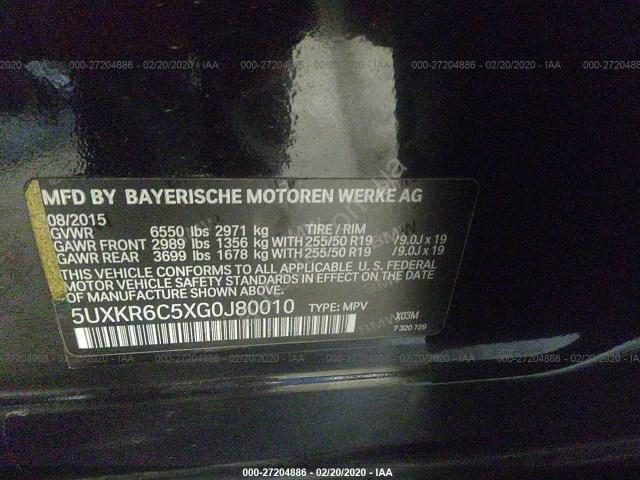 000-27204886 - 02/20/2020 - IAA
MFD BY BAYERISCHE MOTOREN WERKE AG
08/2015
GVWR 6550 lbs 2971 kg TIRE / RIM
GAWR FRONT 2989 lbs 1356 kg WITH 255/50 R19 /9.0J x 19
GAWR REAR 3699 lbs 1678 kg WITH 255/50 R19 /9.0J x 19
THIS VEHICLE CONFORMS TO ALL APPLICABLE U. S. FEDERAL
MOTOR VEHICLE SAFETY STANDARDS IN EFFECT ON THE DATE
OF MANUFACTURE SHOWN ABOVE.
5UXKR6C5XG0J80010 TYPE: MPV X03M
7 320 729
000-27204886 - 02/20/2020 - IAA